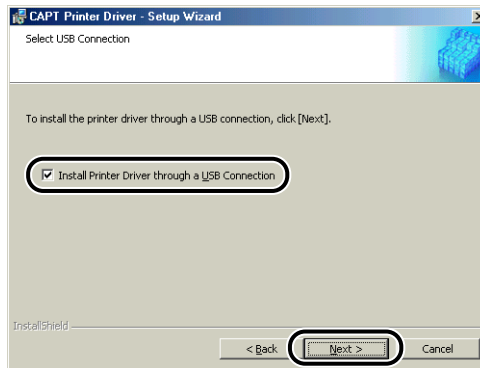 CAPT Printer Driver - Setup Wizard
Select USB Connection
To install the printer driver through a USB connection, click [Next].
Install Printer Driver through a USB Connection
InstallShield
< Back Next > Cancel